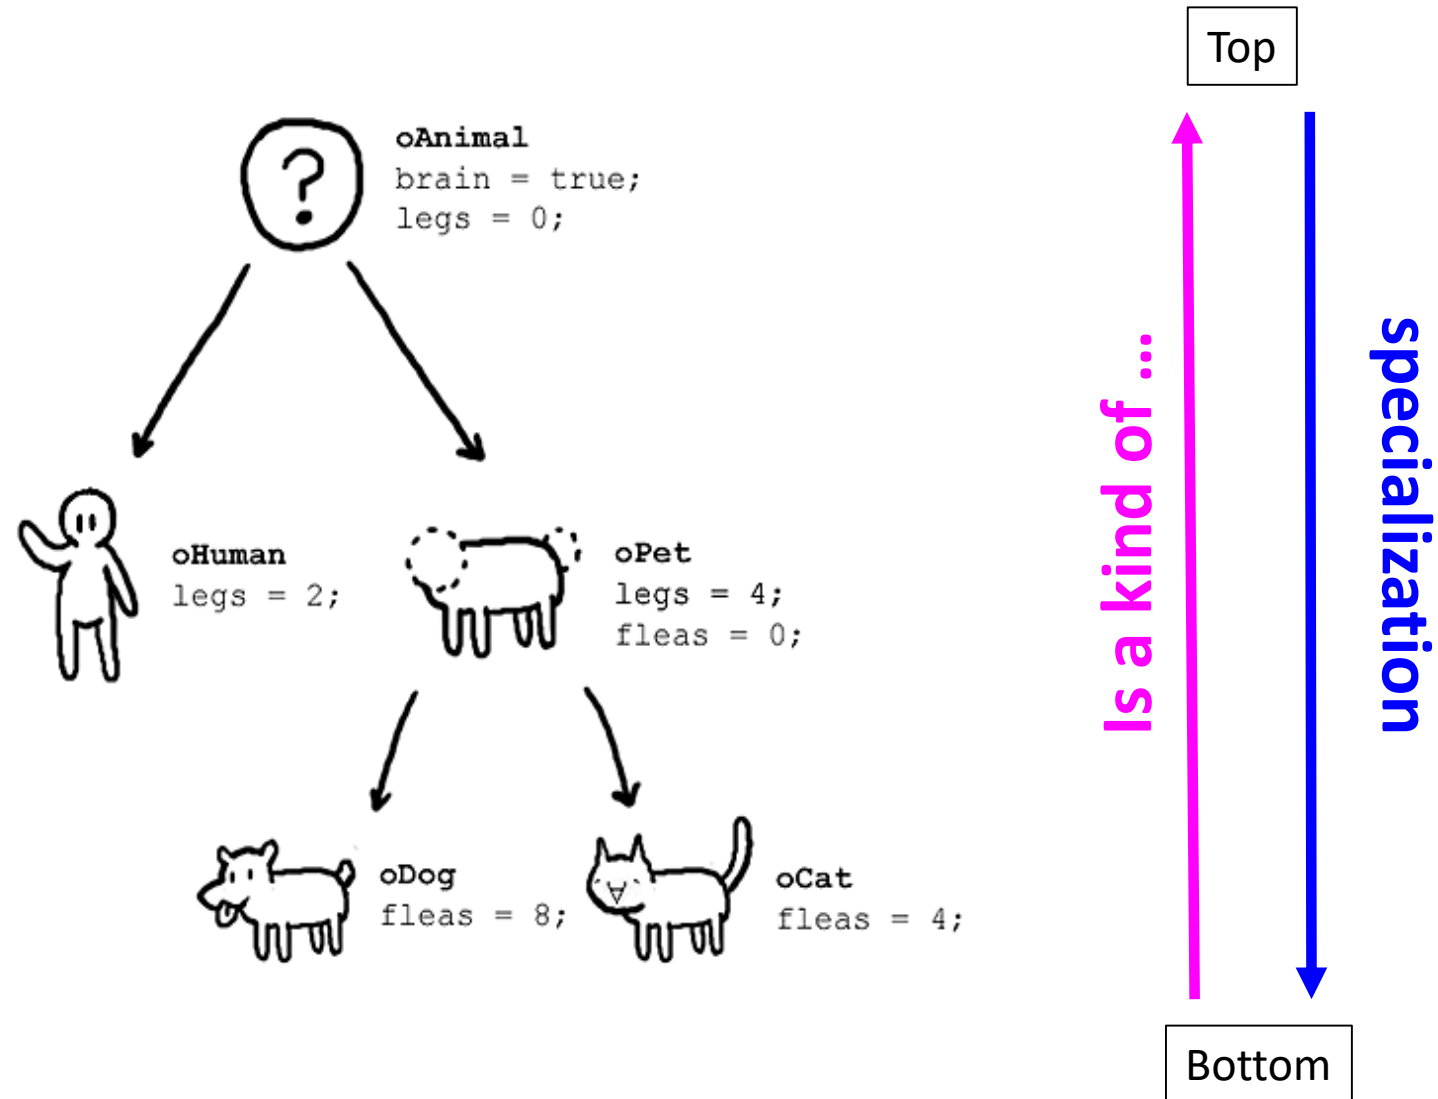 Top
oAnimal
brain = true;
legs = 0;
?
Is a kind of ...
specialization
oHuman
legs = 2;
oPet
legs = 4;
fleas = 0;
oDog
fleas = 8;
oCat
fleas = 4;
Bottom